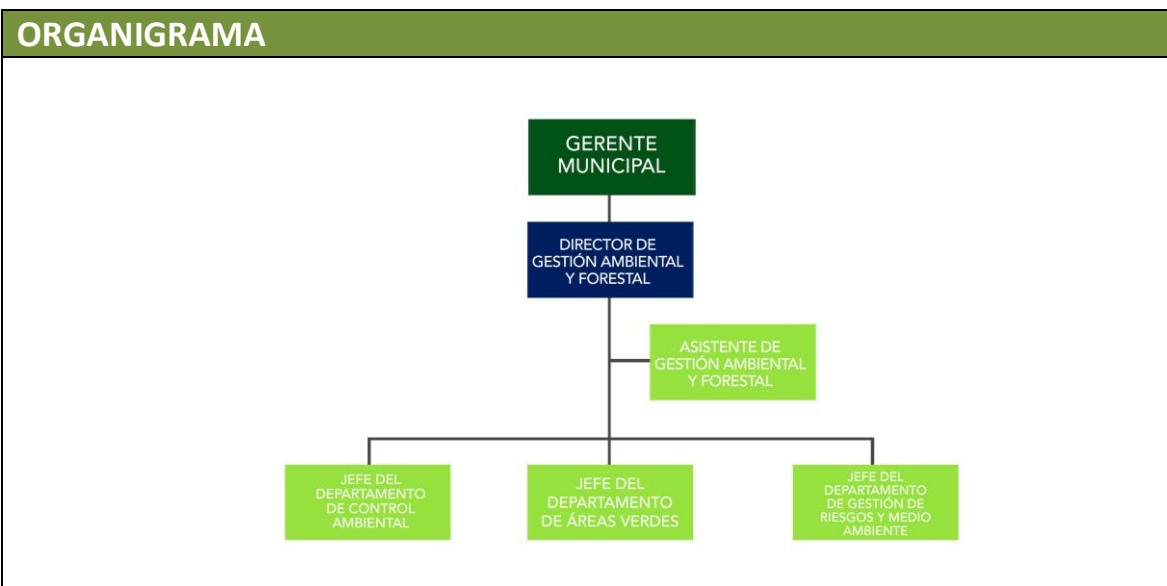 ORGANIGRAMA
GERENTE
MUNICIPAL
DIRECTOR DE
GESTIÓN AMBIENTAL
Y FORESTAL
ASISTENTE DE
GESTIÓN AMBIENTAL
Y FORESTAL
JEFE DEL
DEPARTAMENTO
DE CONTROL
AMBIENTAL
JEFE DEL
DEPARTAMENTO
DE ÁREAS VERDES
JEFE DEL
DEPARTAMENTO
DE GESTIÓN DE
RIESGOS Y MEDIO
AMBIENTE